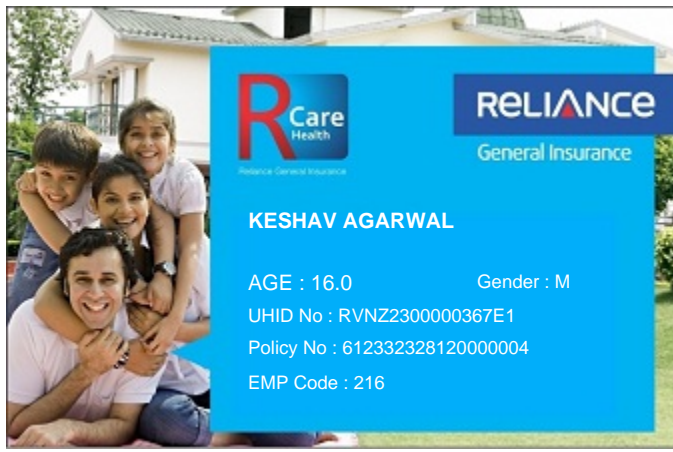 R Care
Health
Reliance General Insurance
RELIANCE
General Insurance
KESHAV AGARWAL
AGE : 16.0 Gender : M
UHID No : RVNZ2300000367E1
Policy No : 612332328120000004
EMP Code : 216